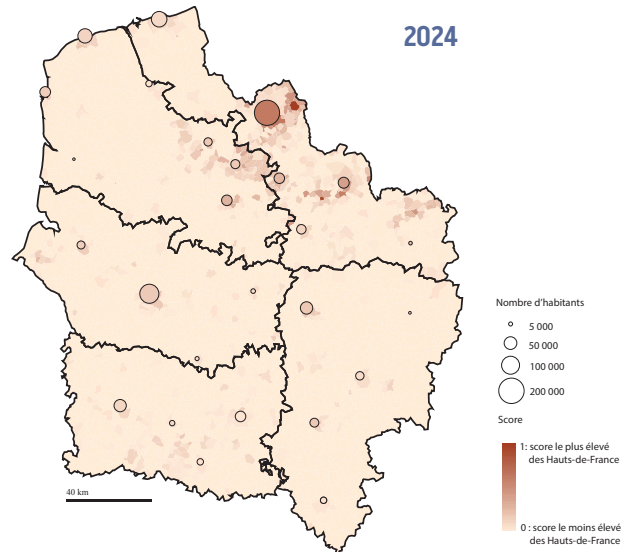 2024
Nombre d'habitants
5 000
50 000
100 000
200 000
Score
1: score le plus élevé
des Hauts-de-France
0 : score le moins élevé
des Hauts-de-France
40 km